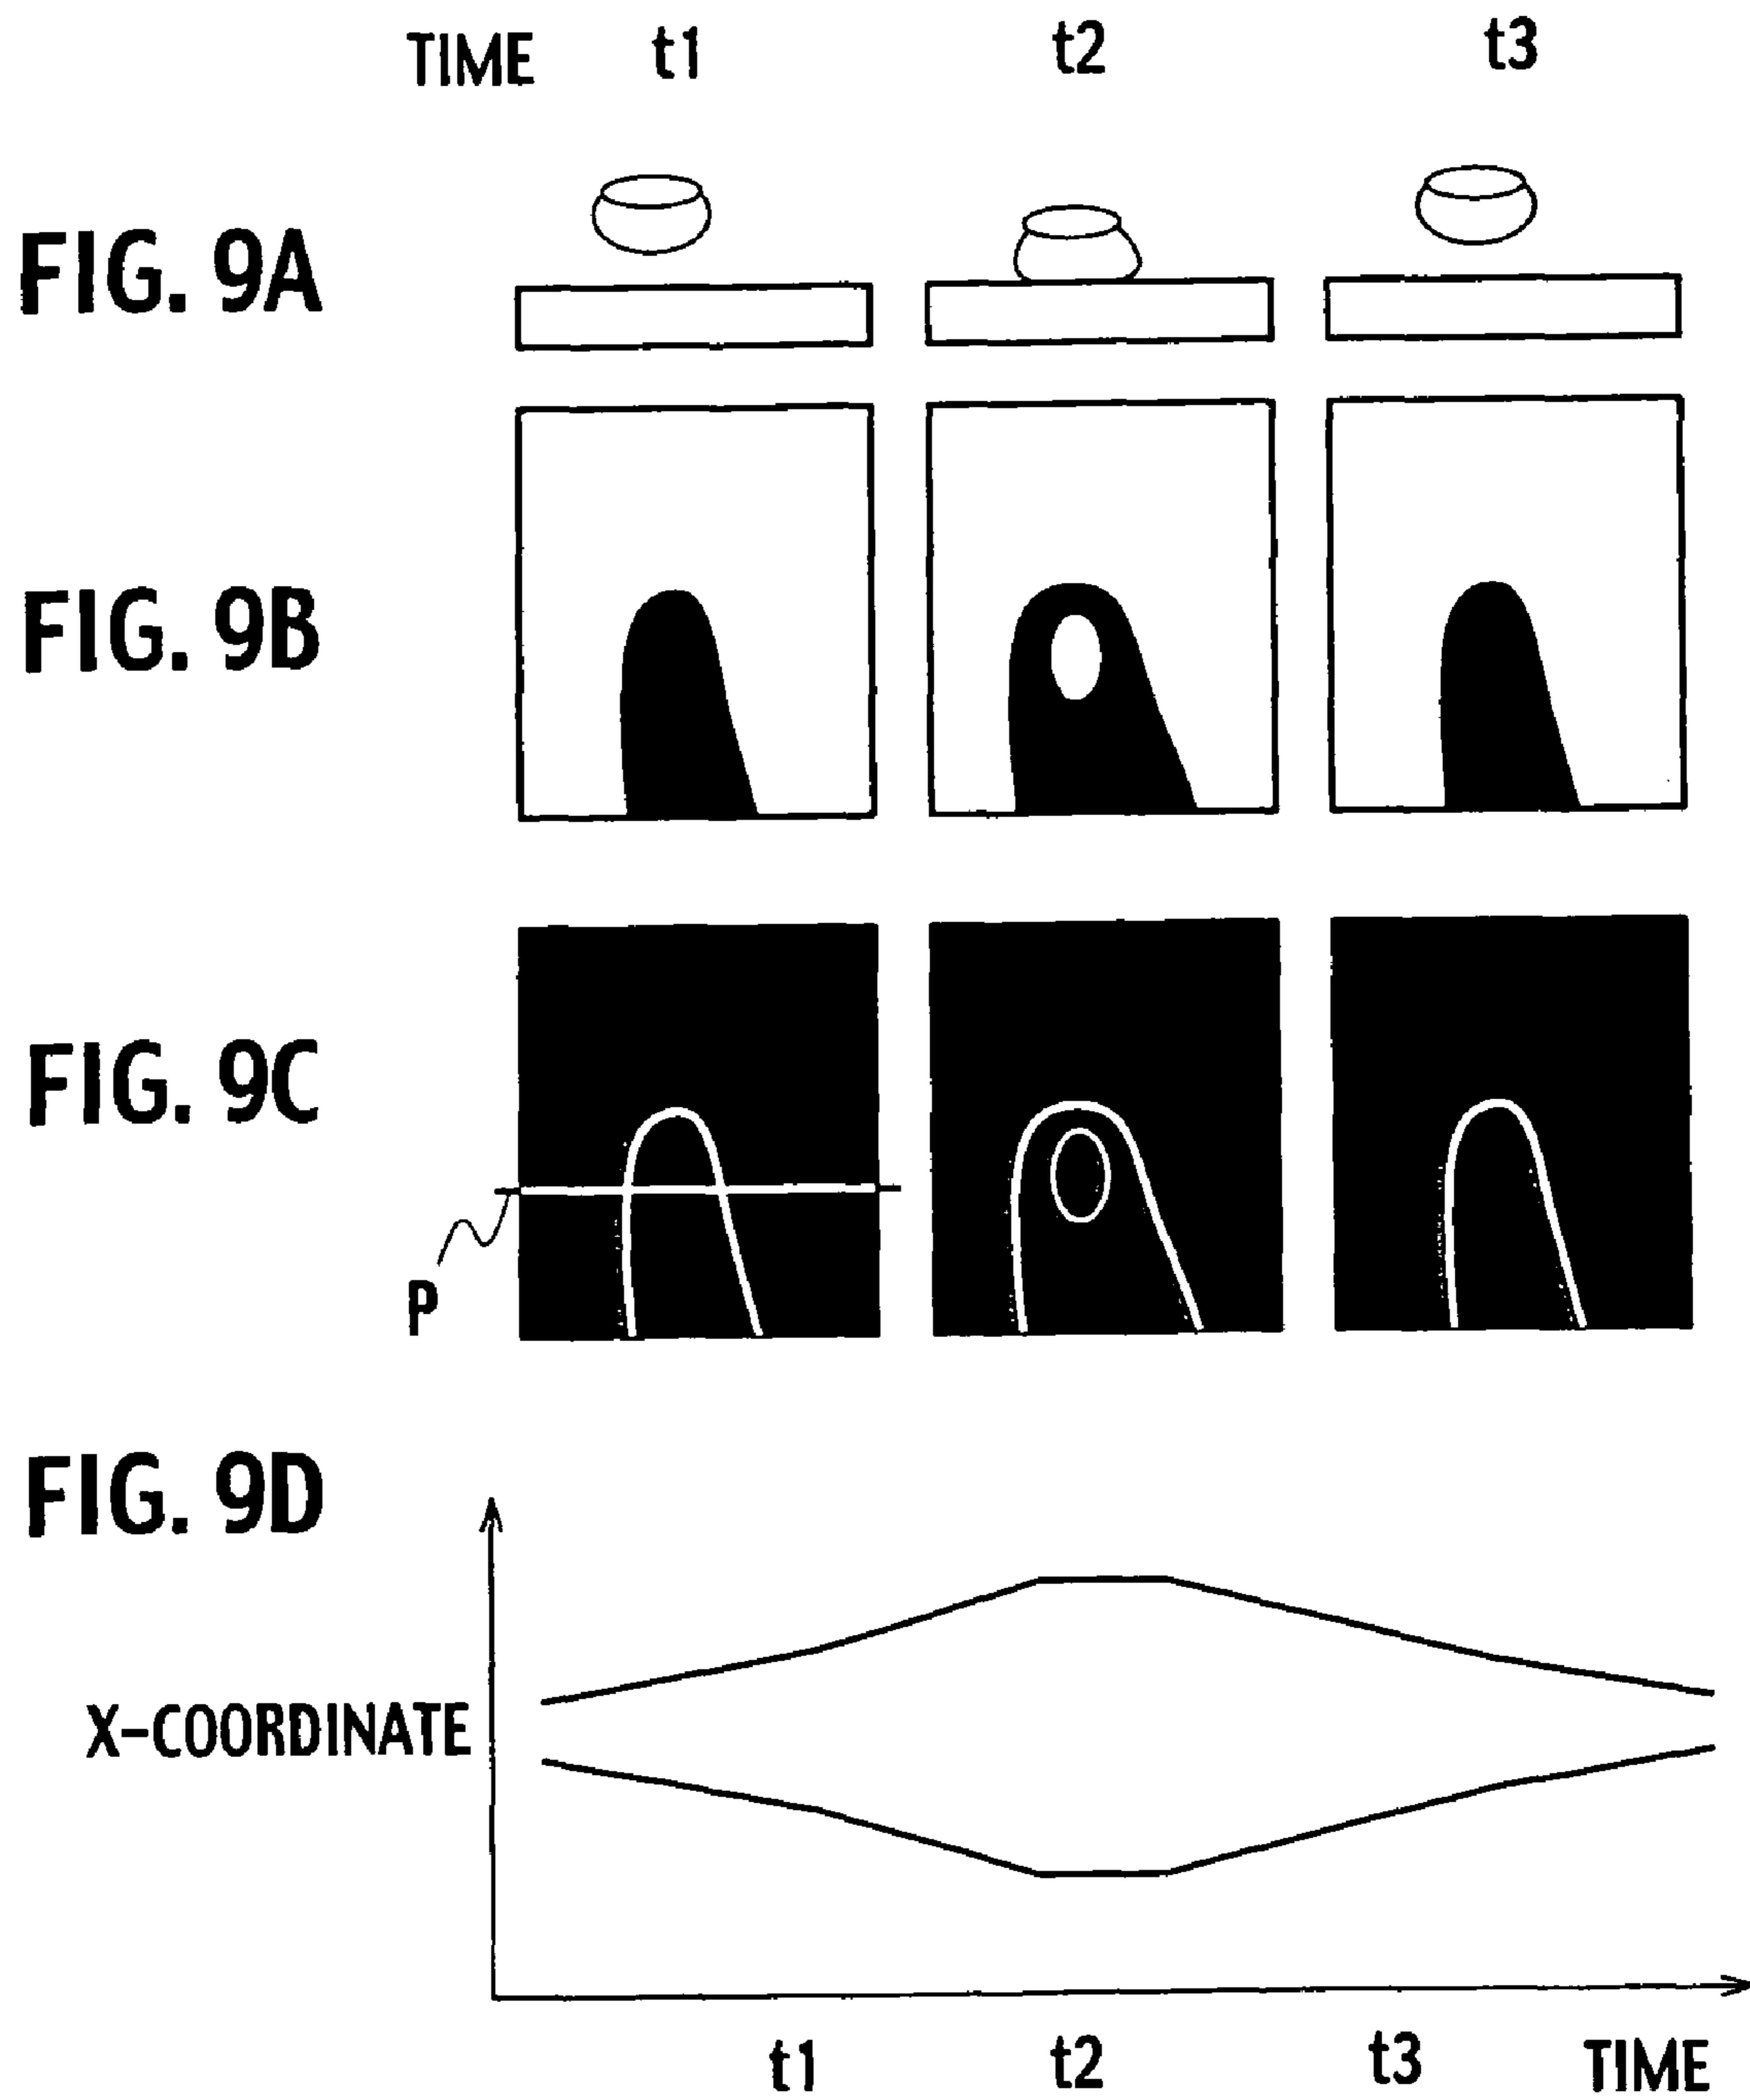 TIME t1 t2 t3
FIG. 9A
FIG. 9B
FIG. 9C
P
FIG. 9D
X-COORDINATE
t1 t2 t3 TIME